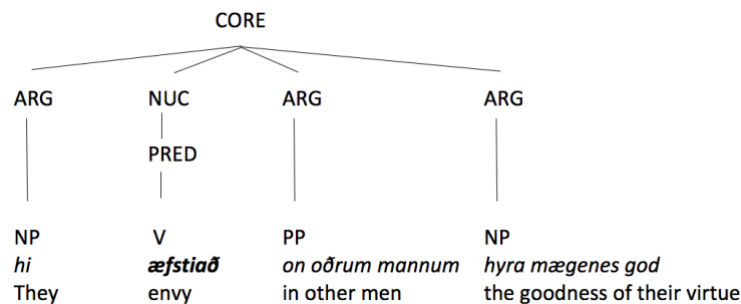 CORE
ARG NUC ARG ARG
PRED
NP V PP NP
hi æfstiað on oðrum mannum hyra mægenes god
They envy in other men the goodness of their virtue